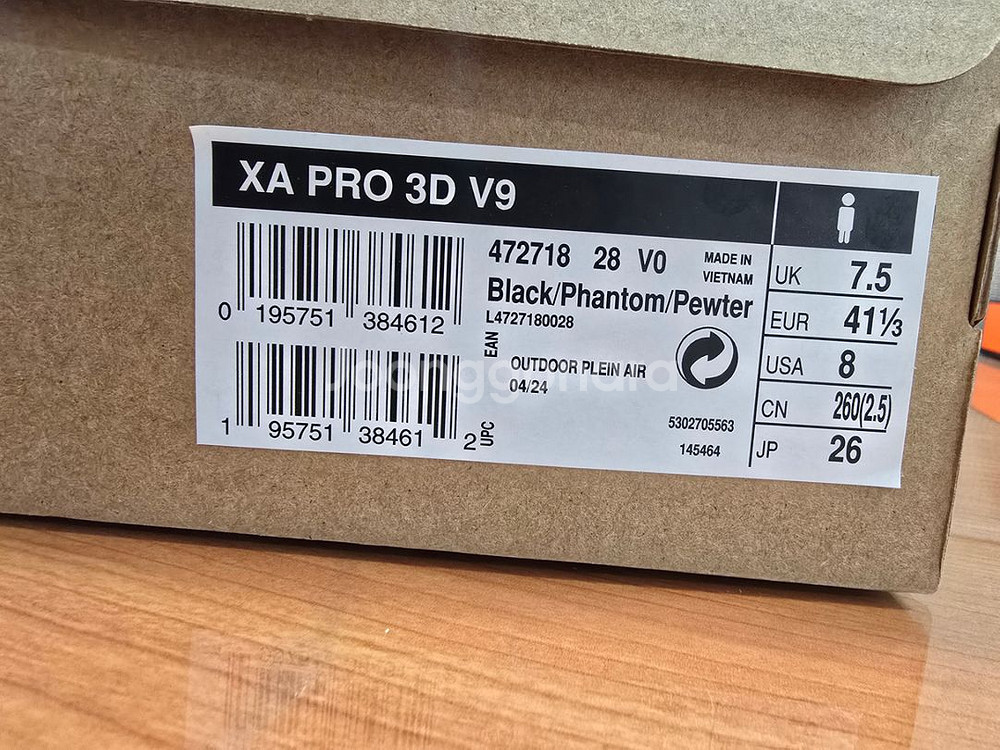 XA PRO 3D V9
0 195751 384612
EAN
1 95751 38461 2
UPC
472718 28 V0
MADE IN
VIETNAM
Black/Phantom/Pewter
L4727180028
OUTDOOR PLEIN AIR
04/24
5302705563
145464
UK 7.5
EUR 41⅓
USA 8
CN 260(2.5)
JP 26
Joonggonara